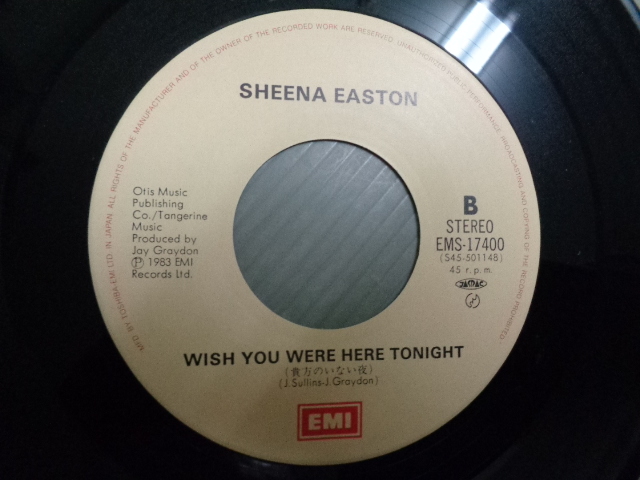 MFD BY TOSHIBA-EMI LTD. IN JAPAN. ALL RIGHTS OF THE MANUFACTURER AND OF THE OWNER OF THE RECORDED WORK ARE RESERVED. UNAUTHORIZED PUBLIC PERFORMANCE, BROADCASTING AND COPYING OF THE RECORD PROHIBITED.
SHEENA EASTON
Otis Music
Publishing
Co./Tangerine
Music
Produced by
Jay Graydon
Ⓟ 1983 EMI
Records Ltd.
B
STEREO
EMS-17400
(S45-501148)
45 r.p.m.
JASRAC
WISH YOU WERE HERE TONIGHT
(貴方のいない夜)
(J.Sullins-J.Graydon)
EMI